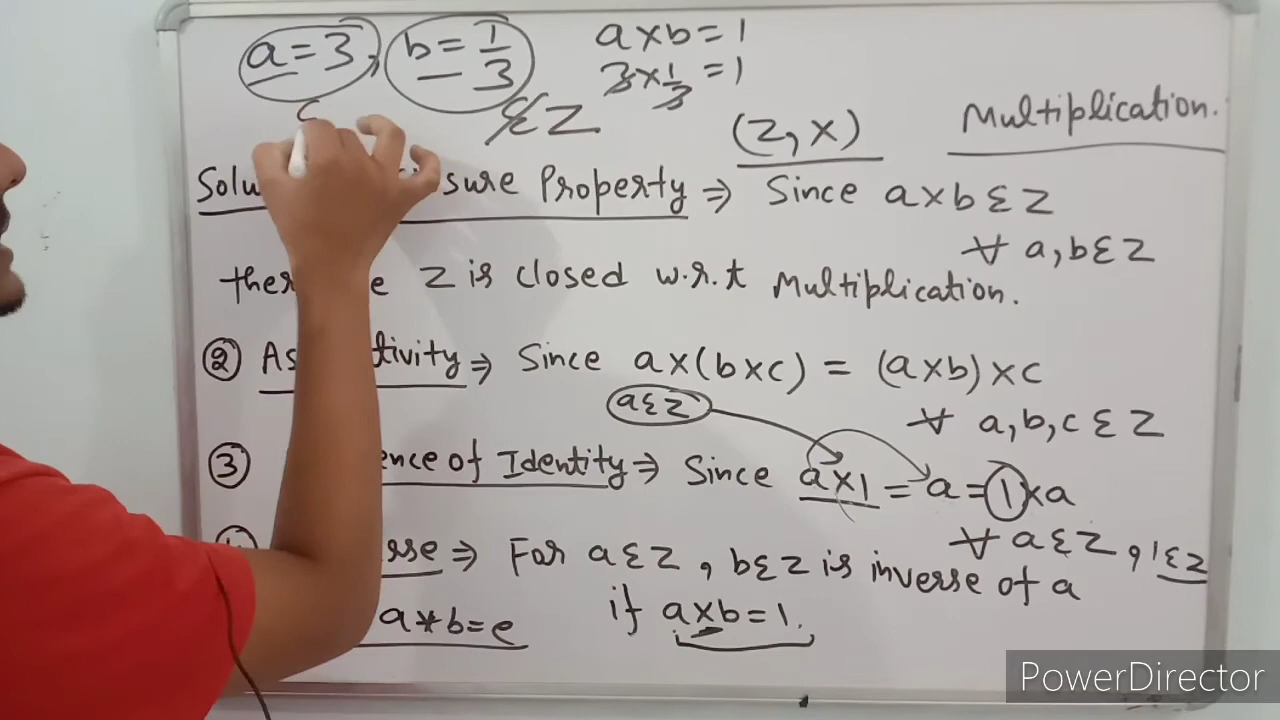 a = 3, b = 1/3 a×b = 1
3×1/3 = 1
∉ Z (Z, ×) Multiplication.
Solu sure Property ⇒ Since a×b ε Z
∀ a, b ε Z
ther e Z is closed w.r.t Multiplication.
② As tivity ⇒ Since a×(b×c) = (a×b)×c
a ε Z ∀ a, b, c ε Z
③ ence of Identity ⇒ Since a×1 = a = 1×a
∀ a ε Z, 1 ε Z
rse ⇒ For a ε Z, b ε Z is inverse of a
a*b=e if a×b=1.
PowerDirector